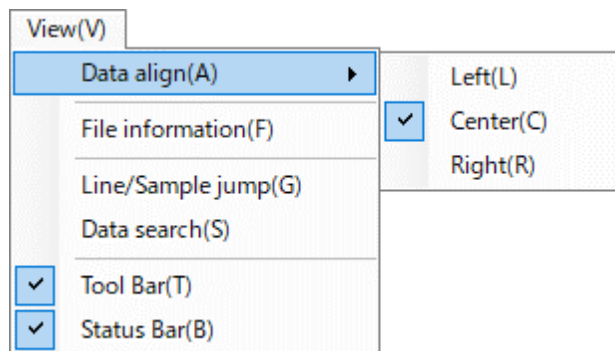 View(V)
Data align(A)
Left(L)
Center(C)
Right(R)
File information(F)
Line/Sample jump(G)
Data search(S)
Tool Bar(T)
Status Bar(B)